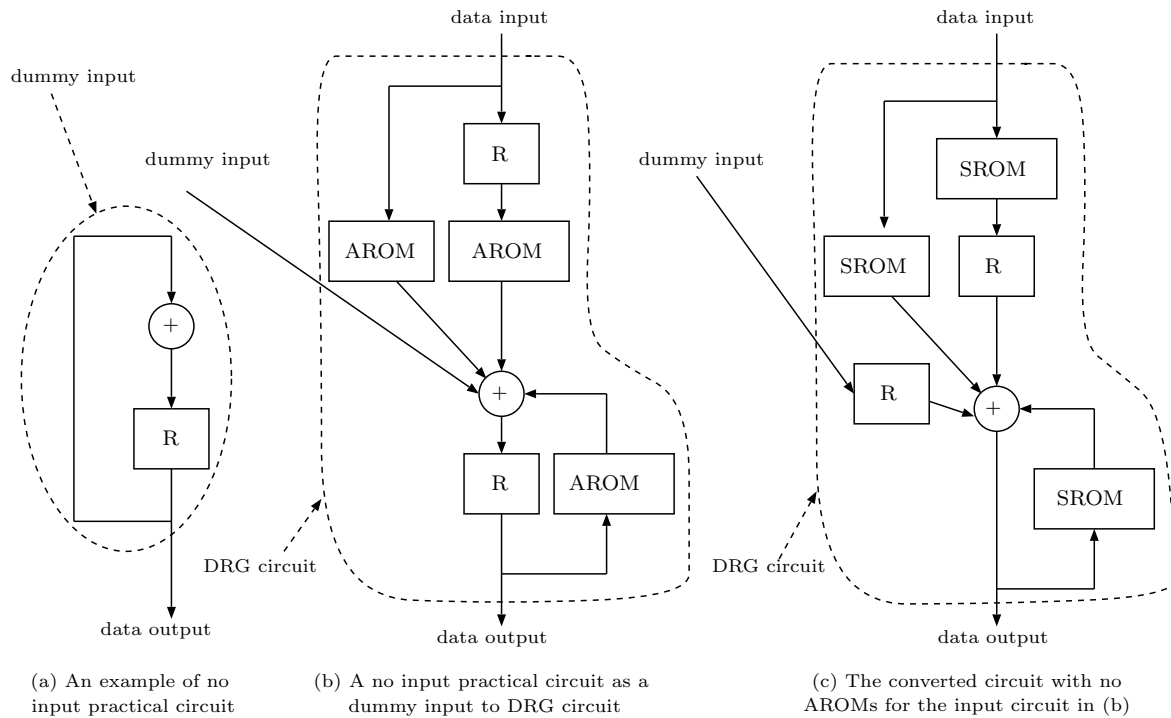 dummy input
+
R
data output
(a) An example of no
input practical circuit
data input
dummy input
R
AROM
AROM
+
R
AROM
DRG circuit
data output
(b) A no input practical circuit as a
dummy input to DRG circuit
data input
dummy input
SROM
SROM
R
R
+
SROM
DRG circuit
data output
(c) The converted circuit with no
AROMs for the input circuit in (b)